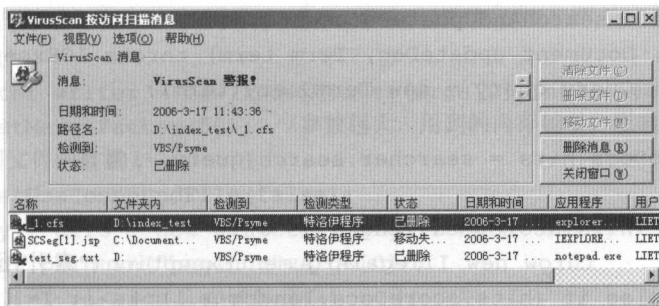 VirusScan 按访问扫描消息
文件(F) 视图(V) 选项(O) 帮助(H)
VirusScan 消息
消息: VirusScan 警报!
日期和时间: 2006-3-17 11:43:36
路径名: D:\index_test\_1.cfs
检测到: VBS/Psyme
状态: 已删除
清除文件(C)
删除文件(D)
移动文件(M)
删除消息(R)
关闭窗口(W)
名称 文件夹内 检测到 检测类型 状态 日期和时间 应用程序 用户
_1.cfs D:\index_test VBS/Psyme 特洛伊程序 已删除 2006-3-17 ... explorer... LIET
SCSeg[1].jsp C:\Document... VBS/Psyme 特洛伊程序 移动失... 2006-3-17 ... IEXPLORE... LIET
test_seg.txt D: VBS/Psyme 特洛伊程序 已删除 2006-3-17 ... notepad.exe LIET